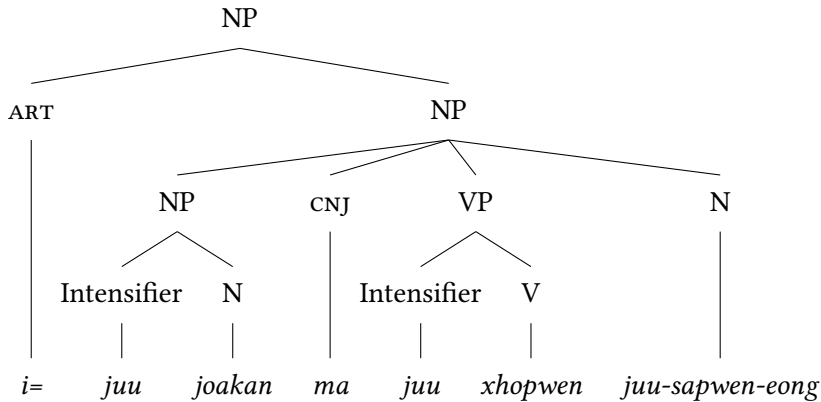 NP
ART NP
NP CNJ VP N
Intensifier N Intensifier V
i= juu joakan ma juu xhopwen juu-sapwen-eong